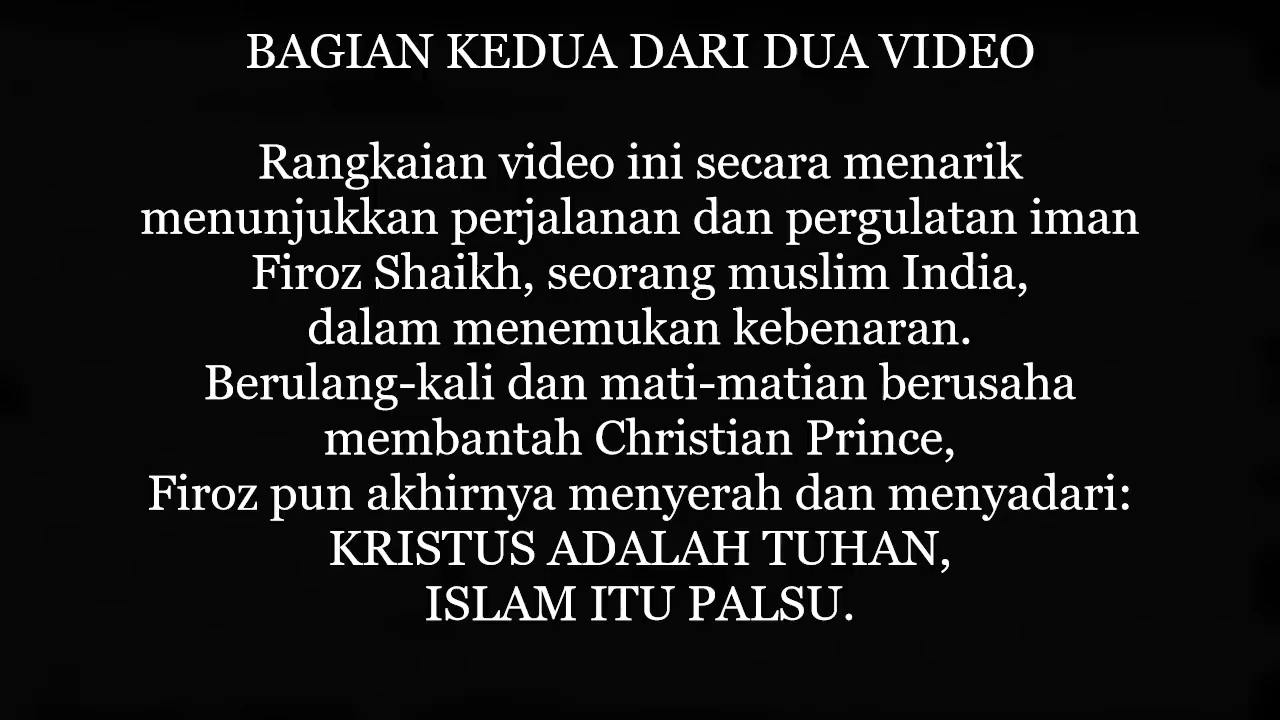 BAGIAN KEDUA DARI DUA VIDEO
Rangkaian video ini secara menarik
menunjukkan perjalanan dan pergulatan iman
Firoz Shaikh, seorang muslim India,
dalam menemukan kebenaran.
Berulang-kali dan mati-matian berusaha
membantah Christian Prince,
Firoz pun akhirnya menyerah dan menyadari:
KRISTUS ADALAH TUHAN,
ISLAM ITU PALSU.